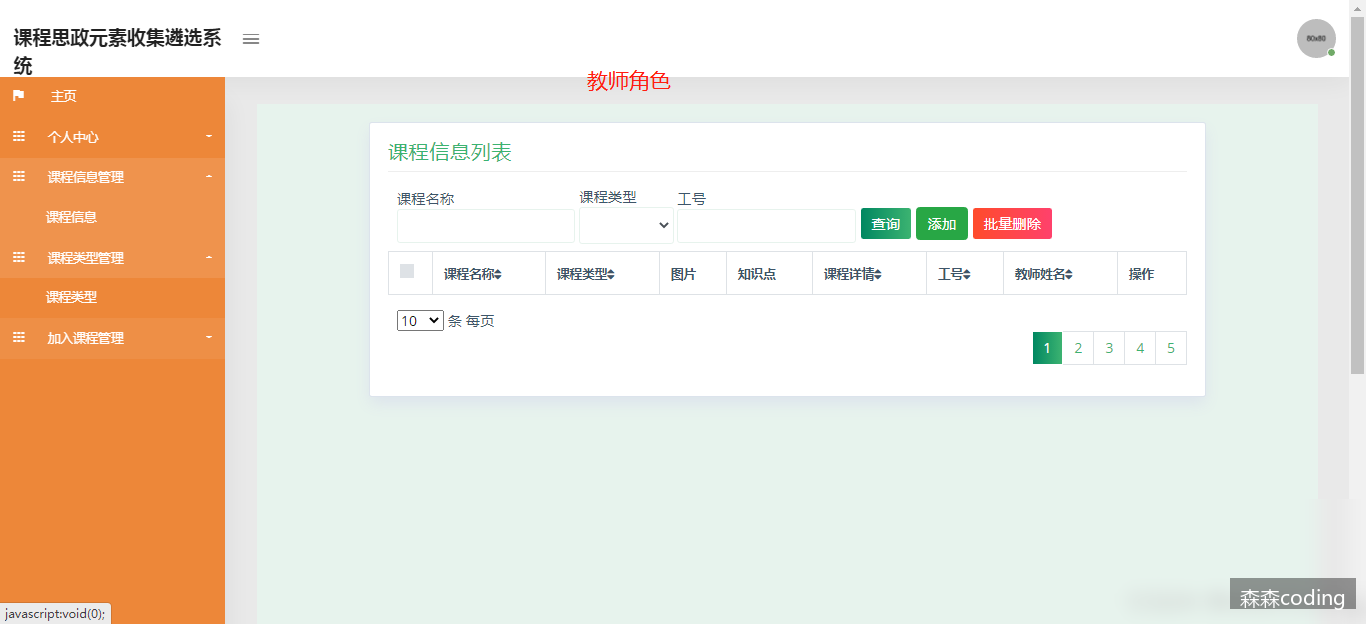 课程思政元素收集遴选系
统
80x80
教师角色
主页
个人中心
课程信息管理
课程信息
课程类型管理
课程类型
加入课程管理
课程信息列表
课程名称 课程类型 工号
查询 添加 批量删除
课程名称 课程类型 图片 知识点 课程详情 工号 教师姓名 操作
10 条 每页
1 2 3 4 5
javascript:void(0);
森森coding